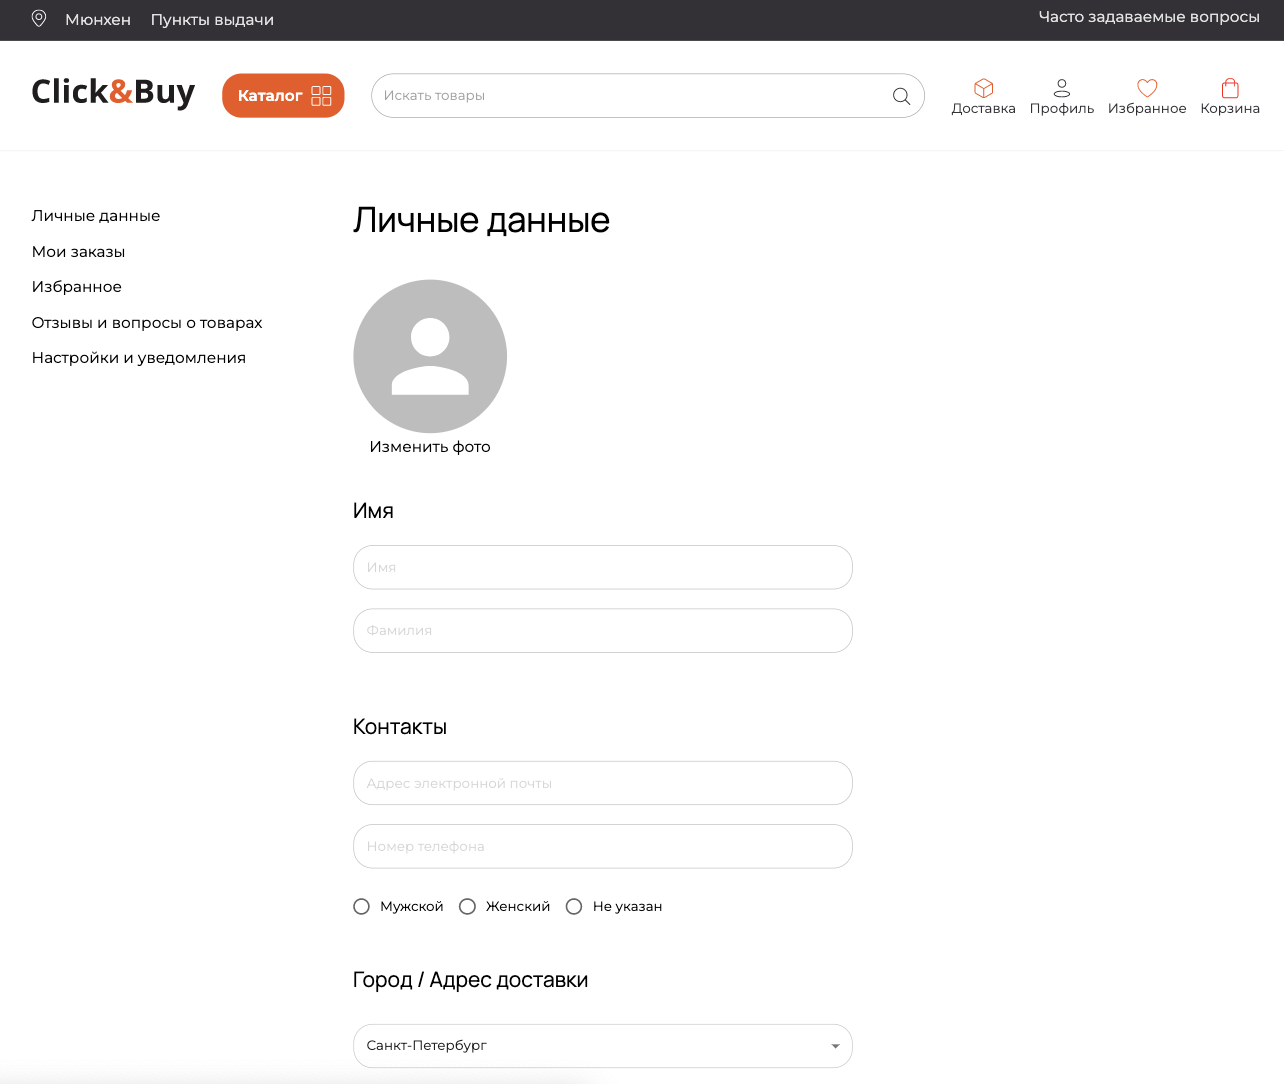 Мюнхен Пункты выдачи Часто задаваемые вопросы
Click&Buy Каталог Искать товары Доставка Профиль Избранное Корзина
Личные данные
Мои заказы
Избранное
Отзывы и вопросы о товарах
Настройки и уведомления
Личные данные
Изменить фото
Имя
Имя
Фамилия
Контакты
Адрес электронной почты
Номер телефона
Мужской Женский Не указан
Город / Адрес доставки
Санкт-Петербург